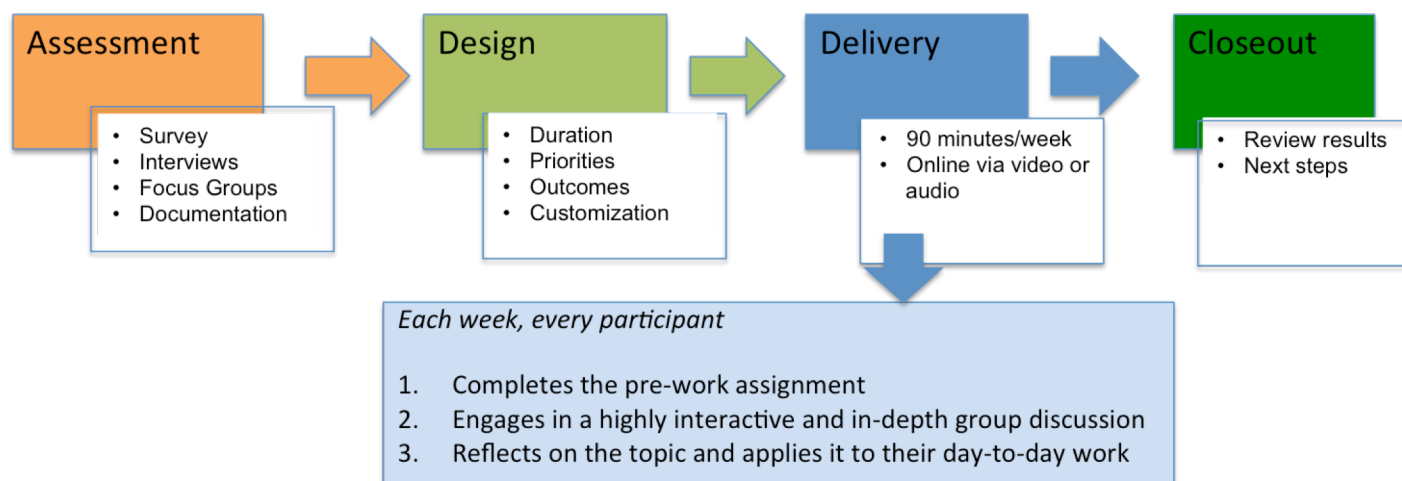 Assessment
• Survey
• Interviews
• Focus Groups
• Documentation
Design
• Duration
• Priorities
• Outcomes
• Customization
Delivery
• 90 minutes/week
• Online via video or
audio
Closeout
• Review results
• Next steps
Each week, every participant
1. Completes the pre-work assignment
2. Engages in a highly interactive and in-depth group discussion
3. Reflects on the topic and applies it to their day-to-day work